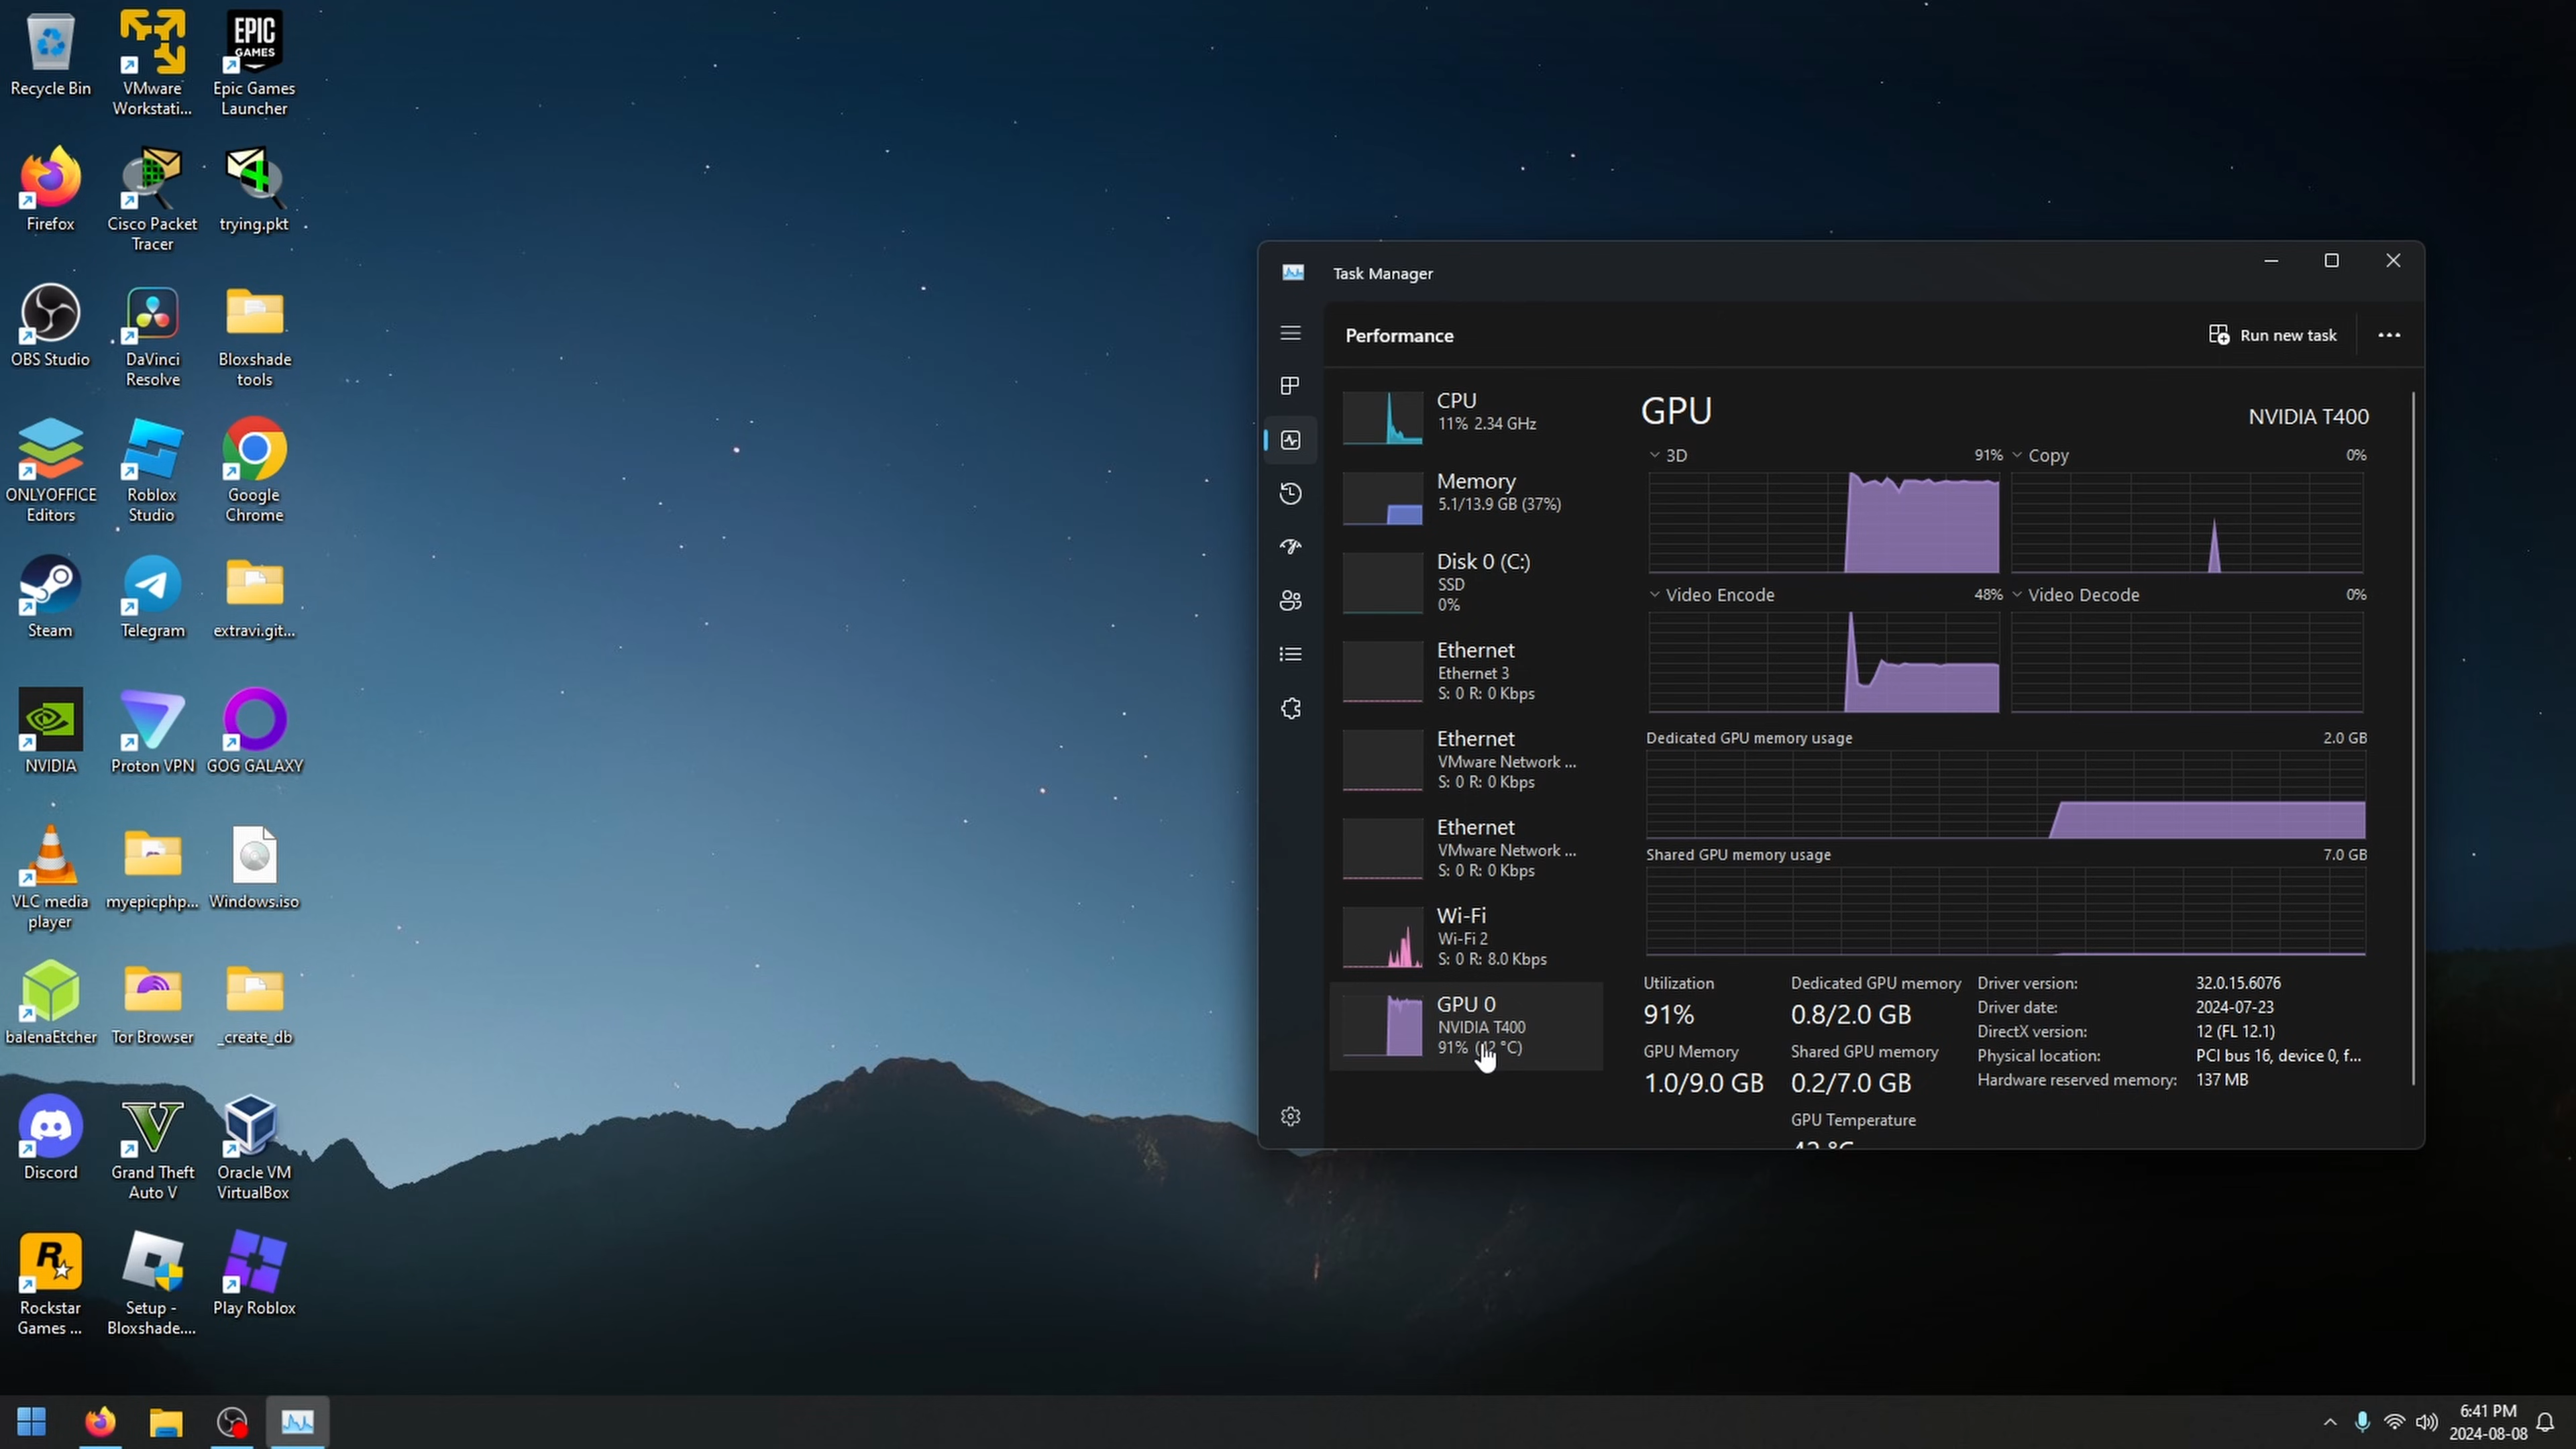 Recycle Bin
VMware
Workstati...
EPIC
GAMES
Epic Games
Launcher
Firefox
Cisco Packet
Tracer
trying.pkt
OBS Studio
DaVinci
Resolve
Bloxshade
tools
ONLYOFFICE
Editors
Roblox
Studio
Google
Chrome
Steam
Telegram
extravi.git...
NVIDIA
Proton VPN
GOG GALAXY
VLC media
player
myepicphp...
Windows.iso
balenaEtcher
Tor Browser
_create_db
Discord
Grand Theft
Auto V
Oracle VM
VirtualBox
Rockstar
Games ...
Setup -
Bloxshade....
Play Roblox
Task Manager
Performance
Run new task
CPU
11% 2.34 GHz
Memory
5.1/13.9 GB (37%)
Disk 0 (C:)
SSD
0%
Ethernet
Ethernet 3
S: 0 R: 0 Kbps
Ethernet
VMware Network ...
S: 0 R: 0 Kbps
Ethernet
VMware Network ...
S: 0 R: 0 Kbps
Wi-Fi
Wi-Fi 2
S: 0 R: 8.0 Kbps
GPU 0
NVIDIA T400
91% (42 °C)
GPU
NVIDIA T400
3D 91%
Copy 0%
Video Encode 48%
Video Decode 0%
Dedicated GPU memory usage 2.0 GB
Shared GPU memory usage 7.0 GB
Utilization
91%
Dedicated GPU memory
0.8/2.0 GB
GPU Memory
1.0/9.0 GB
Shared GPU memory
0.2/7.0 GB
GPU Temperature
42 °C
Driver version: 32.0.15.6076
Driver date: 2024-07-23
DirectX version: 12 (FL 12.1)
Physical location: PCI bus 16, device 0, f...
Hardware reserved memory: 137 MB
6:41 PM
2024-08-08